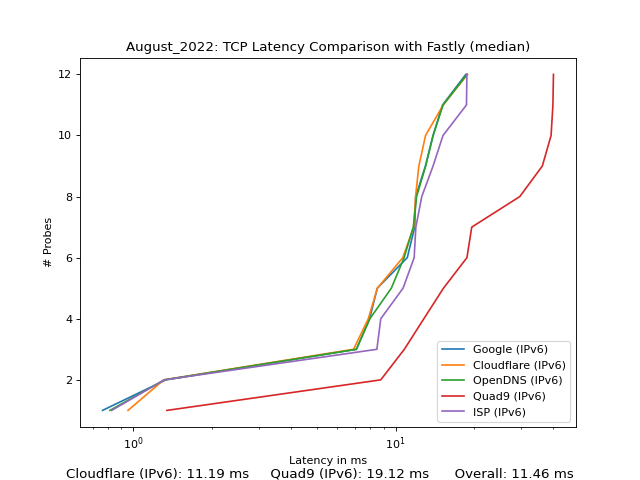 August_2022: TCP Latency Comparison with Fastly (median)
12
10
8
6
4
2
# Probes
Google (IPv6)
Cloudflare (IPv6)
OpenDNS (IPv6)
Quad9 (IPv6)
ISP (IPv6)
10⁰ 10¹
Latency in ms
Cloudflare (IPv6): 11.19 ms Quad9 (IPv6): 19.12 ms Overall: 11.46 ms